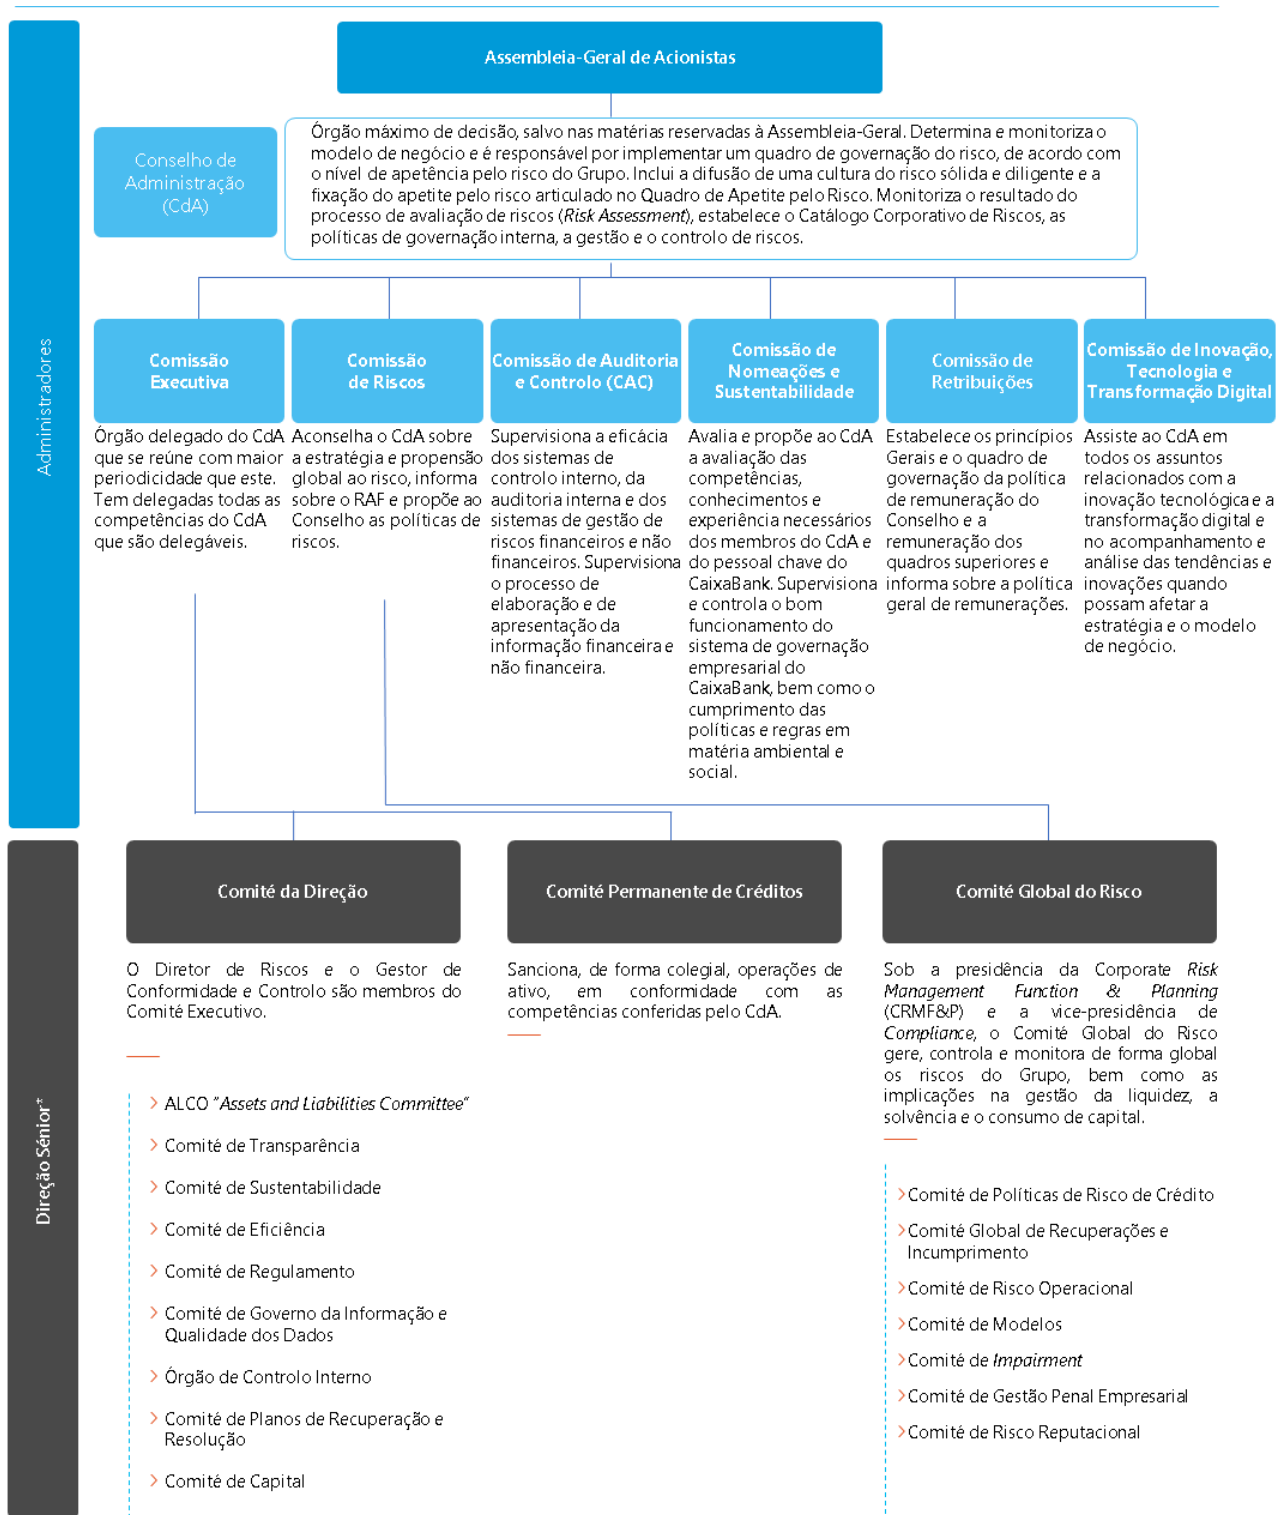 Assembleia-Geral de Acionistas
Administradores
Conselho de
Administração
(CdA)
Órgão máximo de decisão, salvo nas matérias reservadas à Assembleia-Geral. Determina e monitoriza o
modelo de negócio e é responsável por implementar um quadro de governação do risco, de acordo com
o nível de apetência pelo risco do Grupo. Inclui a difusão de uma cultura do risco sólida e diligente e a
fixação do apetite pelo risco articulado no Quadro de Apetite pelo Risco. Monitoriza o resultado do
processo de avaliação de riscos (Risk Assessment), estabelece o Catálogo Corporativo de Riscos, as
políticas de governação interna, a gestão e o controlo de riscos.
Comissão
Executiva
Órgão delegado do CdA
que se reúne com maior
periodicidade que este.
Tem delegadas todas as
competências do CdA
que são delegáveis.
Comissão
de Riscos
Aconselha o CdA sobre
a estratégia e propensão
global ao risco, informa
sobre o RAF e propõe ao
Conselho as políticas de
riscos.
Comissão de Auditoria
e Controlo (CAC)
Supervisiona a eficácia
dos sistemas de
controlo interno, da
auditoria interna e dos
sistemas de gestão de
riscos financeiros e não
financeiros. Supervisiona
o processo de
elaboração e de
apresentação da
informação financeira e
não financeira.
Comissão de
Nomeações e
Sustentabilidade
Avalia e propõe ao CdA
a avaliação das
competências,
conhecimentos e
experiência necessários
dos membros do CdA e
do pessoal chave do
CaixaBank. Supervisiona
e controla o bom
funcionamento do
sistema de governação
empresarial do
CaixaBank, bem como o
cumprimento das
políticas e regras em
matéria ambiental e
social.
Comissão de
Retribuições
Estabelece os princípios
Gerais e o quadro de
governação da política
de remuneração do
Conselho e a
remuneração dos
quadros superiores e
informa sobre a política
geral de remunerações.
Comissão de Inovação,
Tecnologia e
Transformação Digital
Assiste ao CdA em
todos os assuntos
relacionados com a
inovação tecnológica e a
transformação digital e
no acompanhamento e
análise das tendências e
inovações quando
possam afetar a
estratégia e o modelo
de negócio.
Direção Sénior*
Comité da Direção
O Diretor de Riscos e o Gestor de
Conformidade e Controlo são membros do
Comité Executivo.
> ALCO "Assets and Liabilities Committee"
> Comité de Transparência
> Comité de Sustentabilidade
> Comité de Eficiência
> Comité de Regulamento
> Comité de Governo da Informação e
Qualidade dos Dados
> Órgão de Controlo Interno
> Comité de Planos de Recuperação e
Resolução
> Comité de Capital
Comité Permanente de Créditos
Sanciona, de forma colegial, operações de
ativo, em conformidade com as
competências conferidas pelo CdA.
Comité Global do Risco
Sob a presidência da Corporate Risk
Management Function & Planning
(CRMF&P) e a vice-presidência de
Compliance, o Comité Global do Risco
gere, controla e monitora de forma global
os riscos do Grupo, bem como as
implicações na gestão da liquidez, a
solvência e o consumo de capital.
> Comité de Políticas de Risco de Crédito
> Comité Global de Recuperações e
Incumprimento
> Comité de Risco Operacional
> Comité de Modelos
> Comité de Impairment
> Comité de Gestão Penal Empresarial
> Comité de Risco Reputacional